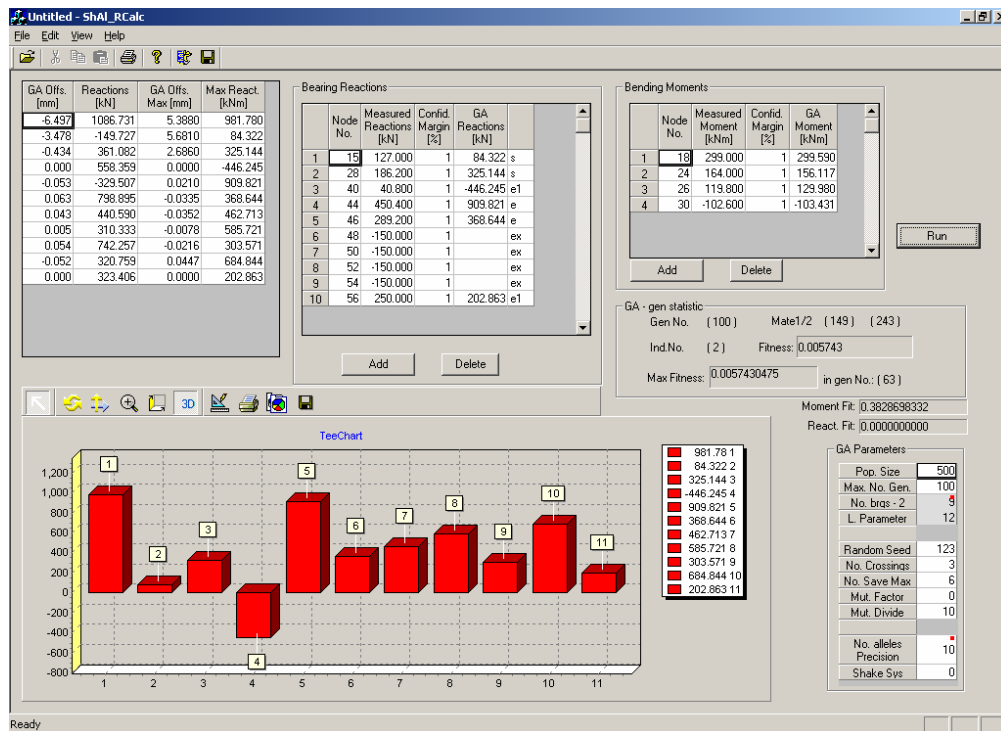 Untitled - ShAl_RCalc
File Edit View Help
GA Offs. [mm] Reactions [kN] GA Offs. Max [mm] Max React. [kNm]
-6.497 1086.731 5.3880 981.780
-3.478 -149.727 5.6810 84.322
-0.434 361.082 2.6860 325.144
0.000 558.359 0.0000 -446.245
-0.053 -329.507 0.0210 909.821
0.063 798.895 -0.0335 368.644
0.043 440.590 -0.0352 462.713
0.005 310.333 -0.0078 585.721
0.054 742.257 -0.0216 303.571
-0.052 320.759 0.0447 684.844
0.000 323.406 0.0000 202.863
Bearing Reactions
Node No. Measured Reactions [kN] Confid. Margin [%] GA Reactions [kN]
1 15 127.000 1 84.322 s
2 28 186.200 1 325.144 s
3 40 40.800 1 -446.245 e1
4 44 450.400 1 909.821 e
5 46 289.200 1 368.644 e
6 48 -150.000 1 ex
7 50 -150.000 1 ex
8 52 -150.000 1 ex
9 54 -150.000 1 ex
10 56 250.000 1 202.863 e1
Add Delete
Bending Moments
Node No. Measured Moment [kNm] Confid. Margin [%] GA Moment [kNm]
1 18 299.000 1 299.590
2 24 164.000 1 156.117
3 26 119.800 1 129.980
4 30 -102.600 1 -103.431
Add Delete
Run
GA - gen statistic
Gen No. (100) Mate1/2 (149) (243)
Ind.No. (2) Fitness: 0.005743
Max Fitness: 0.0057430475 in gen No.: (63)
Moment Fit: 0.3828698332
React. Fit: 0.0000000000
3D
TeeChart
1,200
1,000
800
600
400
200
0
-200
-400
-600
-800
1 2 3 4 5 6 7 8 9 10 11
1 2 3 4 5 6 7 8 9 10 11
981.78 1
84.322 2
325.144 3
-446.245 4
909.821 5
368.644 6
462.713 7
585.721 8
303.571 9
684.844 10
202.863 11
GA Parameters
Pop. Size 500
Max. No. Gen. 100
No. brgs - 2 9
L. Parameter 12
Random Seed 123
No. Crossings 3
No. Save Max 6
Mut. Factor 0
Mut. Divide 10
No. alleles Precision 10
Shake Sys 0
Ready